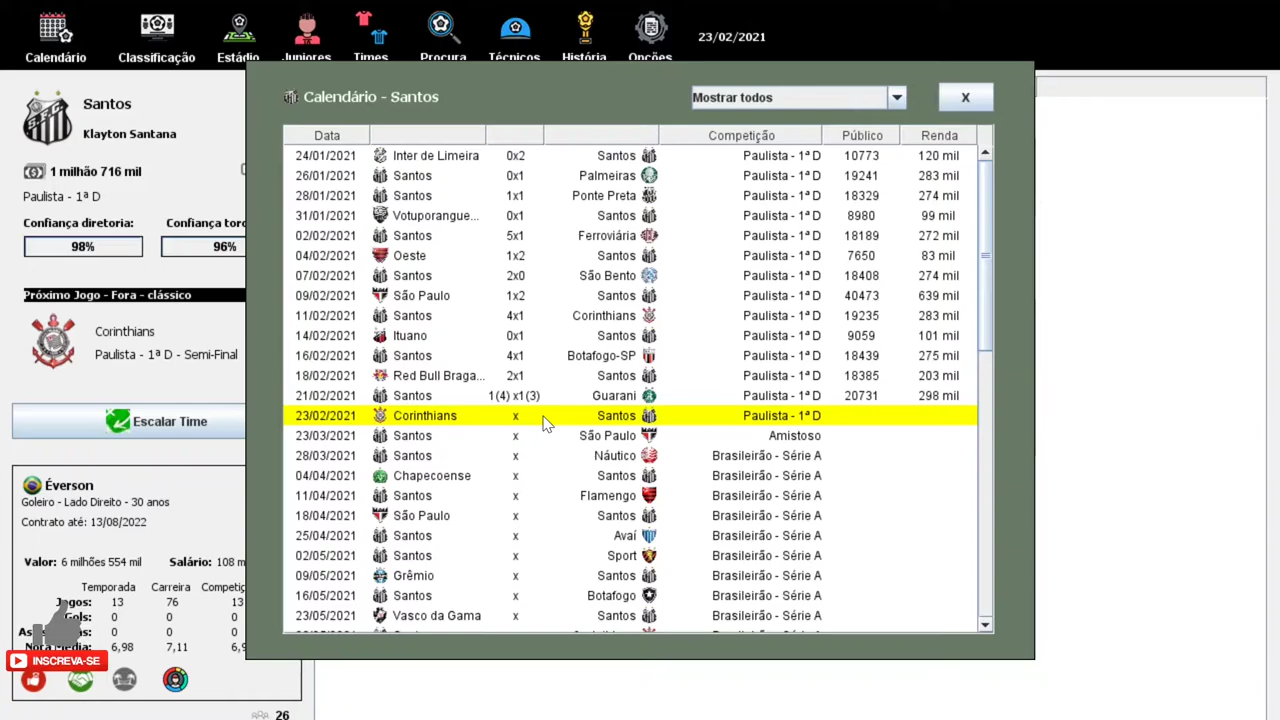 Calendário Classificação Estádio Juniores Times Procura Técnicos História Opções 23/02/2021
Santos
Klayton Santana
1 milhão 716 mil
Paulista - 1ª D
Confiança diretoria: Confiança torc
98% 96%
Próximo Jogo - Fora - clássico
Corinthians
Paulista - 1ª D - Semi-Final
Escalar Time
Éverson
Goleiro - Lado Direito - 30 anos
Contrato até: 13/08/2022
Valor: 6 milhões 554 mil Salário: 108 m
Temporada Carreira Competiç
Jogos: 13 76 13
Gols: 0 0 0
As 0 0 0
Nota Média: 6,98 7,11 6,9
INSCREVA-SE
26
Calendário - Santos Mostrar todos X
Data Competição Público Renda
24/01/2021 Inter de Limeira 0x2 Santos Paulista - 1ª D 10773 120 mil
26/01/2021 Santos 0x1 Palmeiras Paulista - 1ª D 19241 283 mil
28/01/2021 Santos 1x1 Ponte Preta Paulista - 1ª D 18329 274 mil
31/01/2021 Votuporangue... 0x1 Santos Paulista - 1ª D 8980 99 mil
02/02/2021 Santos 5x1 Ferroviária Paulista - 1ª D 18189 272 mil
04/02/2021 Oeste 1x2 Santos Paulista - 1ª D 7650 83 mil
07/02/2021 Santos 2x0 São Bento Paulista - 1ª D 18408 274 mil
09/02/2021 São Paulo 1x2 Santos Paulista - 1ª D 40473 639 mil
11/02/2021 Santos 4x1 Corinthians Paulista - 1ª D 19235 283 mil
14/02/2021 Ituano 0x1 Santos Paulista - 1ª D 9059 101 mil
16/02/2021 Santos 4x1 Botafogo-SP Paulista - 1ª D 18439 275 mil
18/02/2021 Red Bull Braga... 2x1 Santos Paulista - 1ª D 18385 203 mil
21/02/2021 Santos 1(4) x1(3) Guarani Paulista - 1ª D 20731 298 mil
23/02/2021 Corinthians x Santos Paulista - 1ª D
23/03/2021 Santos x São Paulo Amistoso
28/03/2021 Santos x Náutico Brasileirão - Série A
04/04/2021 Chapecoense x Santos Brasileirão - Série A
11/04/2021 Santos x Flamengo Brasileirão - Série A
18/04/2021 São Paulo x Santos Brasileirão - Série A
25/04/2021 Santos x Avaí Brasileirão - Série A
02/05/2021 Santos x Sport Brasileirão - Série A
09/05/2021 Grêmio x Santos Brasileirão - Série A
16/05/2021 Santos x Botafogo Brasileirão - Série A
23/05/2021 Vasco da Gama x Santos Brasileirão - Série A